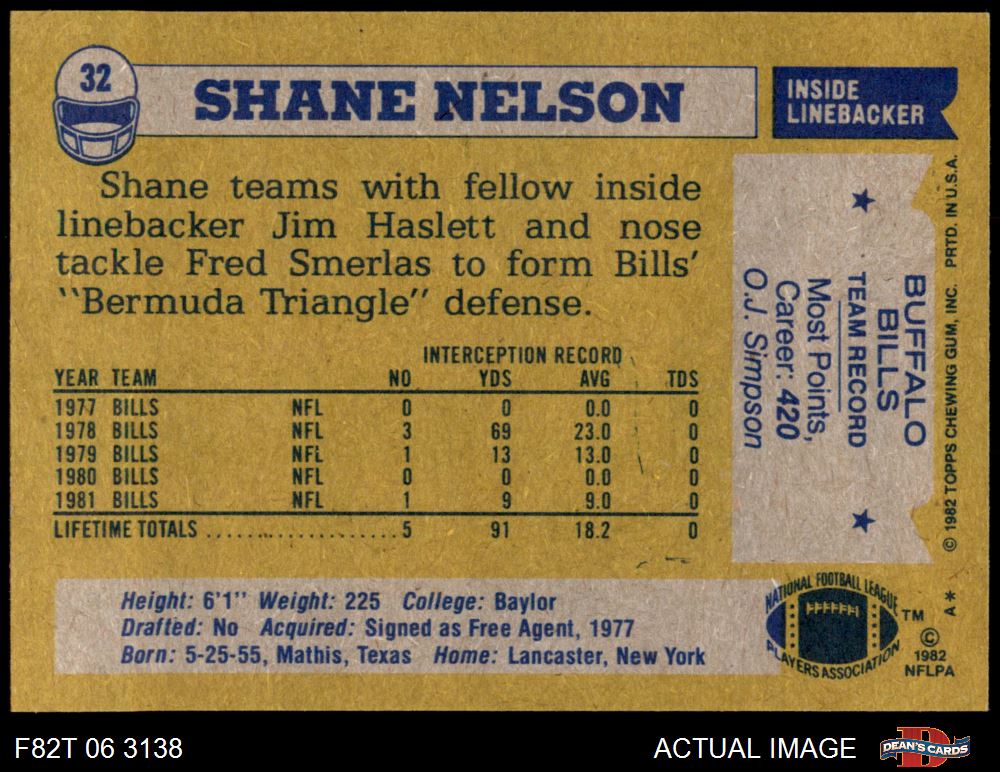 32
SHANE NELSON
INSIDE
LINEBACKER
Shane teams with fellow inside
linebacker Jim Haslett and nose
tackle Fred Smerlas to form Bills'
"Bermuda Triangle" defense.
INTERCEPTION RECORD
YEAR TEAM NO YDS AVG TDS
1977 BILLS NFL 0 0 0.0 0
1978 BILLS NFL 3 69 23.0 0
1979 BILLS NFL 1 13 13.0 0
1980 BILLS NFL 0 0 0.0 0
1981 BILLS NFL 1 9 9.0 0
LIFETIME TOTALS .................... 5 91 18.2 0
BUFFALO
BILLS
TEAM RECORD
Most Points,
Career: 420
O.J. Simpson
© 1982 TOPPS CHEWING GUM, INC. PRTD. IN U.S.A.
Height: 6'1" Weight: 225 College: Baylor
Drafted: No Acquired: Signed as Free Agent, 1977
Born: 5-25-55, Mathis, Texas Home: Lancaster, New York
NATIONAL FOOTBALL LEAGUE
PLAYERS ASSOCIATION
TM
©
1982
NFLPA
A*
F82T 06 3138
ACTUAL IMAGE
DEAN'S CARDS